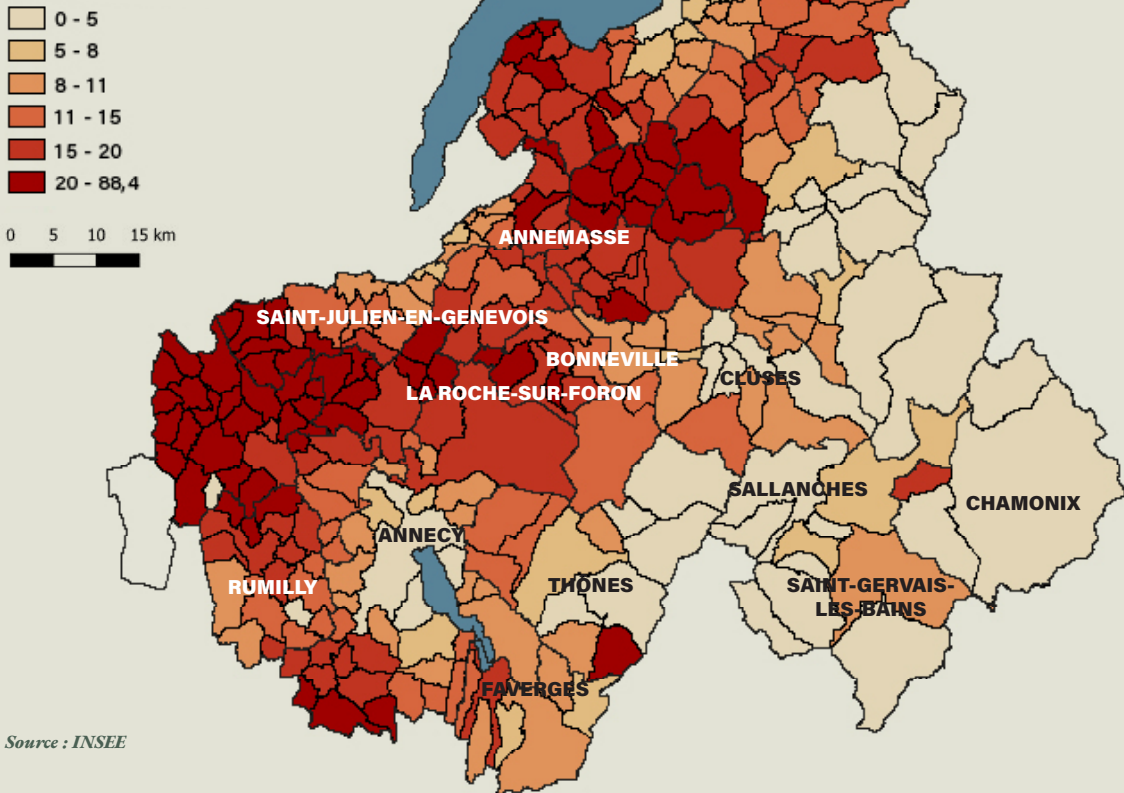 0 - 5
5 - 8
8 - 11
11 - 15
15 - 20
20 - 88,4
0 5 10 15 km
ANNEMASSE
SAINT-JULIEN-EN-GENEVOIS
BONNEVILLE
CLUSES
LA ROCHE-SUR-FORON
SALLANCHES
CHAMONIX
ANNECY
RUMILLY
THÔNES
SAINT-GERVAIS-
LES-BAINS
FAVERGES
Source : INSEE